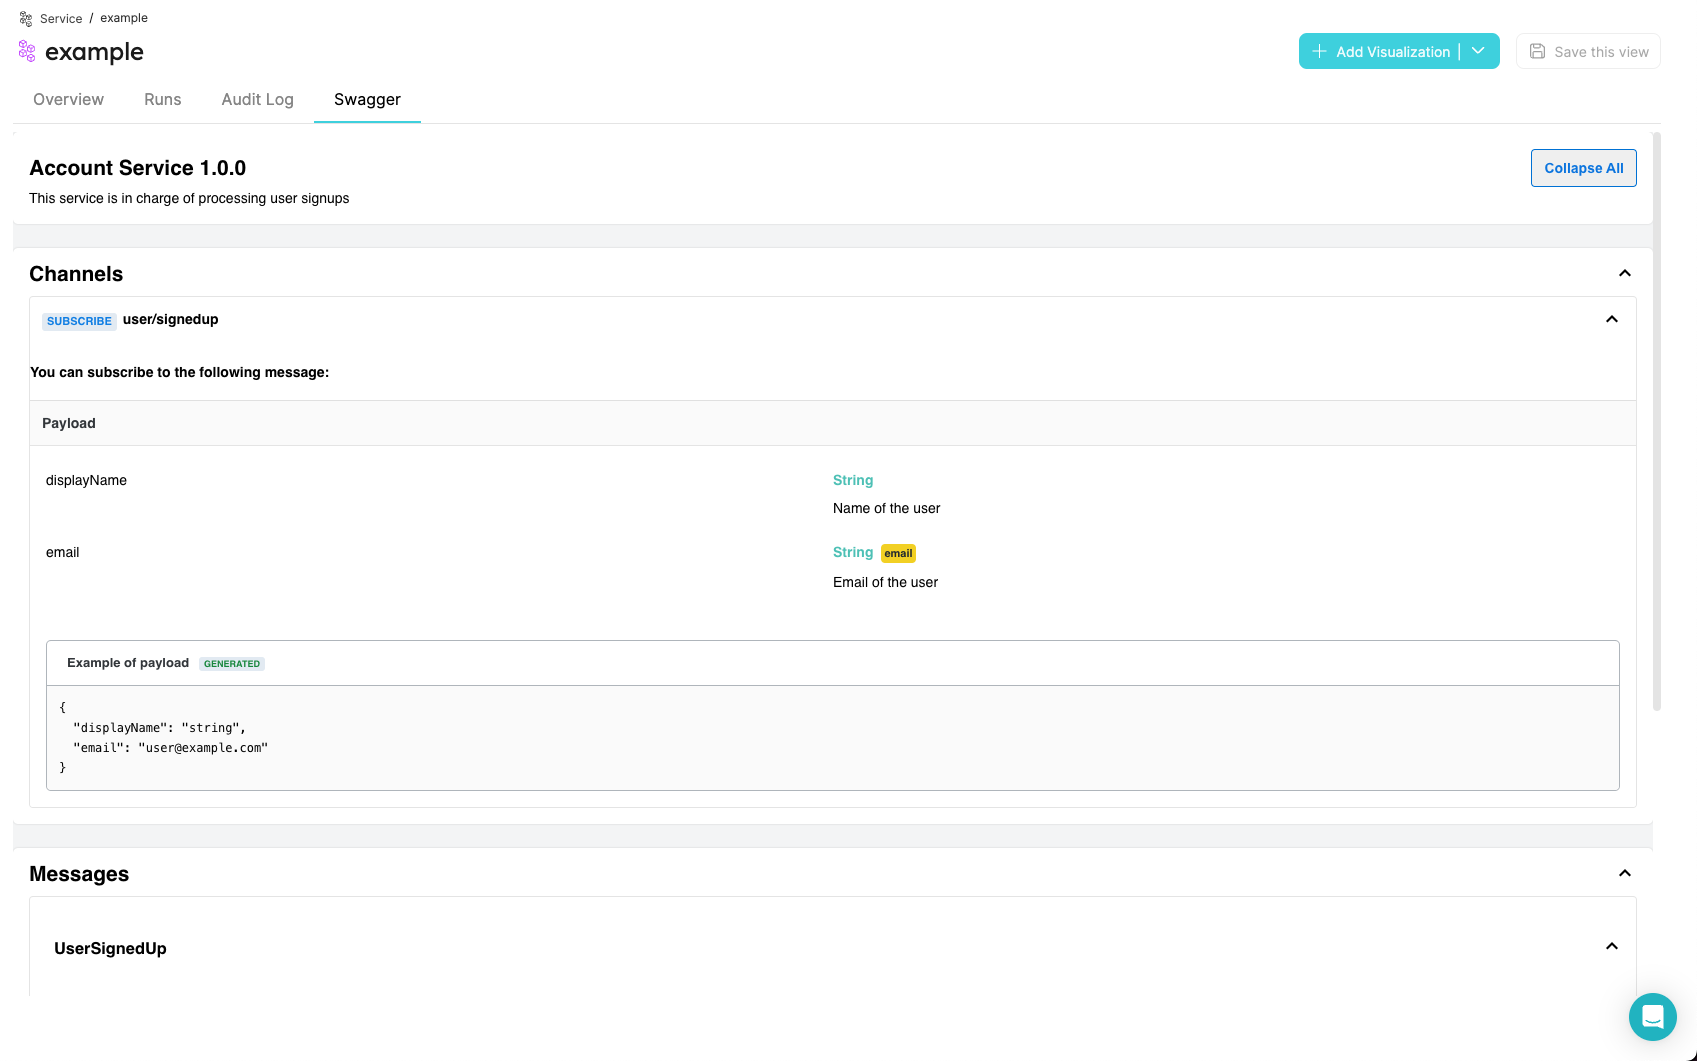 Service / example
example
Add Visualization
Save this view
Overview
Runs
Audit Log
Swagger
Account Service 1.0.0
Collapse All
This service is in charge of processing user signups
Channels
SUBSCRIBE user/signedup
You can subscribe to the following message:
Payload
displayName
String
Name of the user
email
String email
Email of the user
Example of payload GENERATED
{
"displayName": "string",
"email": "user@example.com"
}
Messages
UserSignedUp